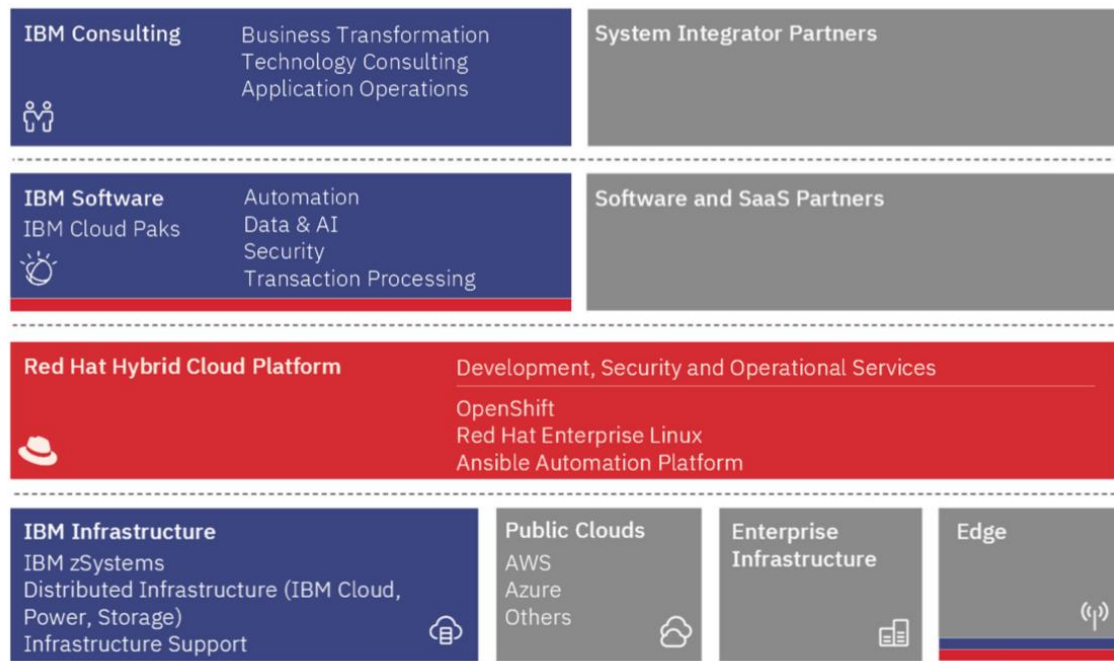 IBM Consulting
Business Transformation
Technology Consulting
Application Operations
System Integrator Partners
IBM Software
IBM Cloud Paks
Automation
Data & AI
Security
Transaction Processing
Software and SaaS Partners
Red Hat Hybrid Cloud Platform
Development, Security and Operational Services
OpenShift
Red Hat Enterprise Linux
Ansible Automation Platform
IBM Infrastructure
IBM zSystems
Distributed Infrastructure (IBM Cloud,
Power, Storage)
Infrastructure Support
Public Clouds
AWS
Azure
Others
Enterprise
Infrastructure
Edge